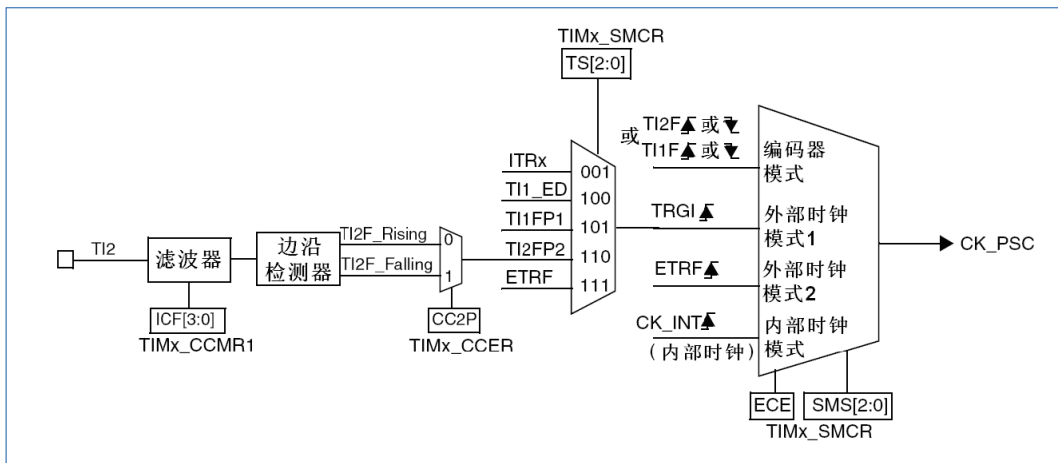 TIMx_SMCR
TS[2:0]
ITRx
TI1_ED
TI1FP1
TI2FP2
ETRF
001
100
101
110
111
TI2
滤波器
ICF[3:0]
TIMx_CCMR1
边沿
检测器
TI2F_Rising
TI2F_Falling
0
1
CC2P
TIMx_CCER
或
TI2F 或
TI1F 或
编码器
模式
TRGI
外部时钟
模式1
ETRF
外部时钟
模式2
CK_INT
(内部时钟)
内部时钟
模式
CK_PSC
ECE
SMS[2:0]
TIMx_SMCR